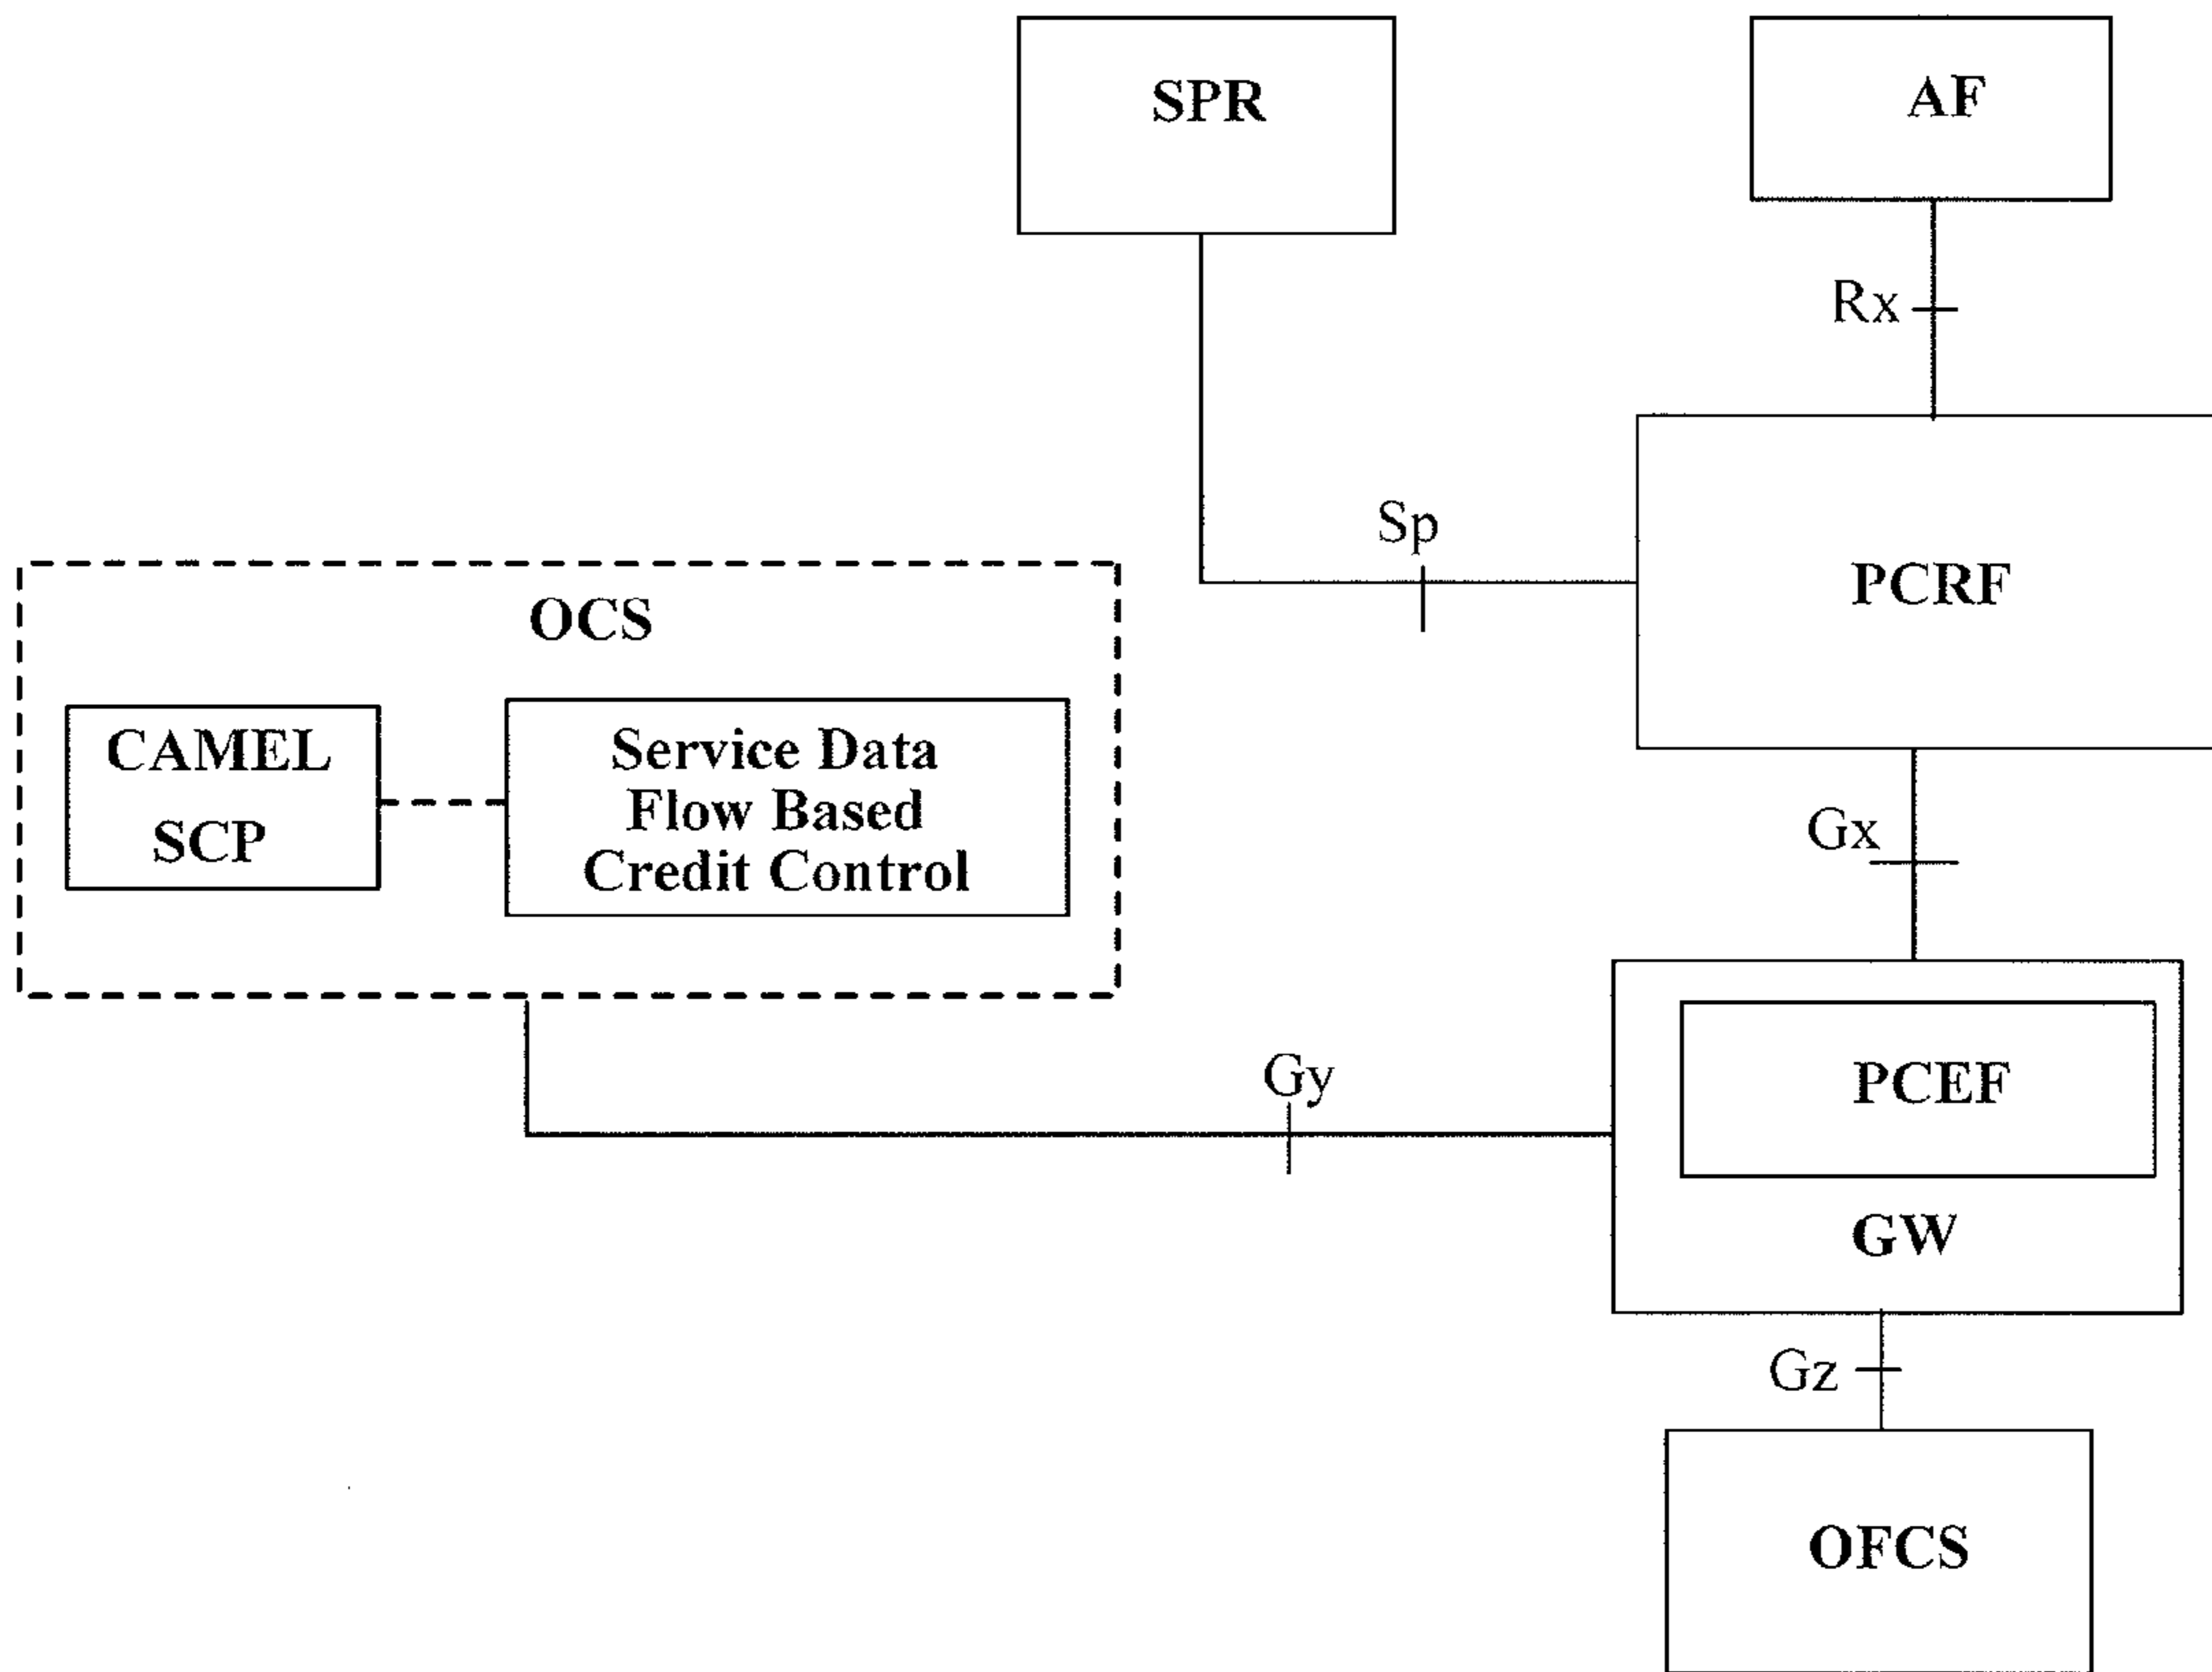 SPR
AF
Rx
Sp
PCRF
OCS
CAMEL
SCP
Service Data
Flow Based
Credit Control
Gx
Gy
PCEF
GW
Gz
OFCS